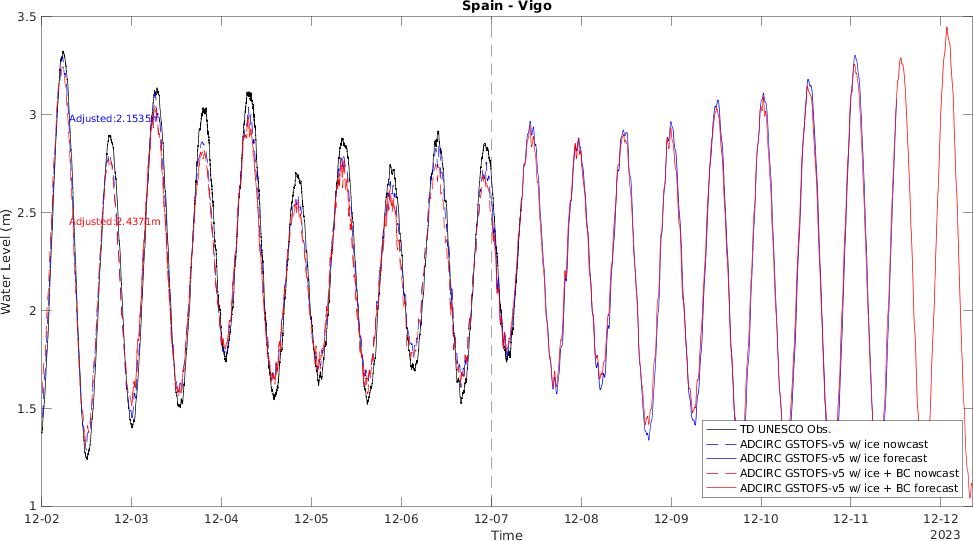 Spain - Vigo
3.5
3
2.5
2
1.5
1
Water Level (m)
Adjusted:2.1535m
Adjusted:2.4371m
TD UNESCO Obs.
ADCIRC GSTOFS-v5 w/ ice nowcast
ADCIRC GSTOFS-v5 w/ ice forecast
ADCIRC GSTOFS-v5 w/ ice + BC nowcast
ADCIRC GSTOFS-v5 w/ ice + BC forecast
12-02 12-03 12-04 12-05 12-06 12-07 12-08 12-09 12-10 12-11 12-12
Time
2023